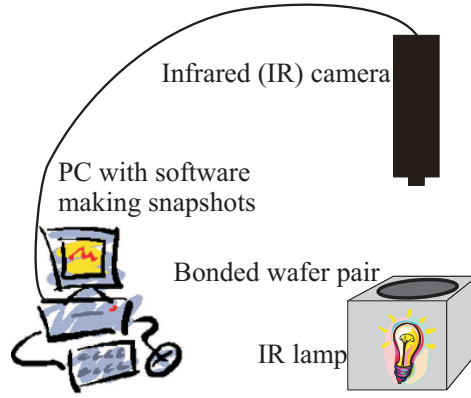 Infrared (IR) camera
PC with software
making snapshots
Bonded wafer pair
IR lamp